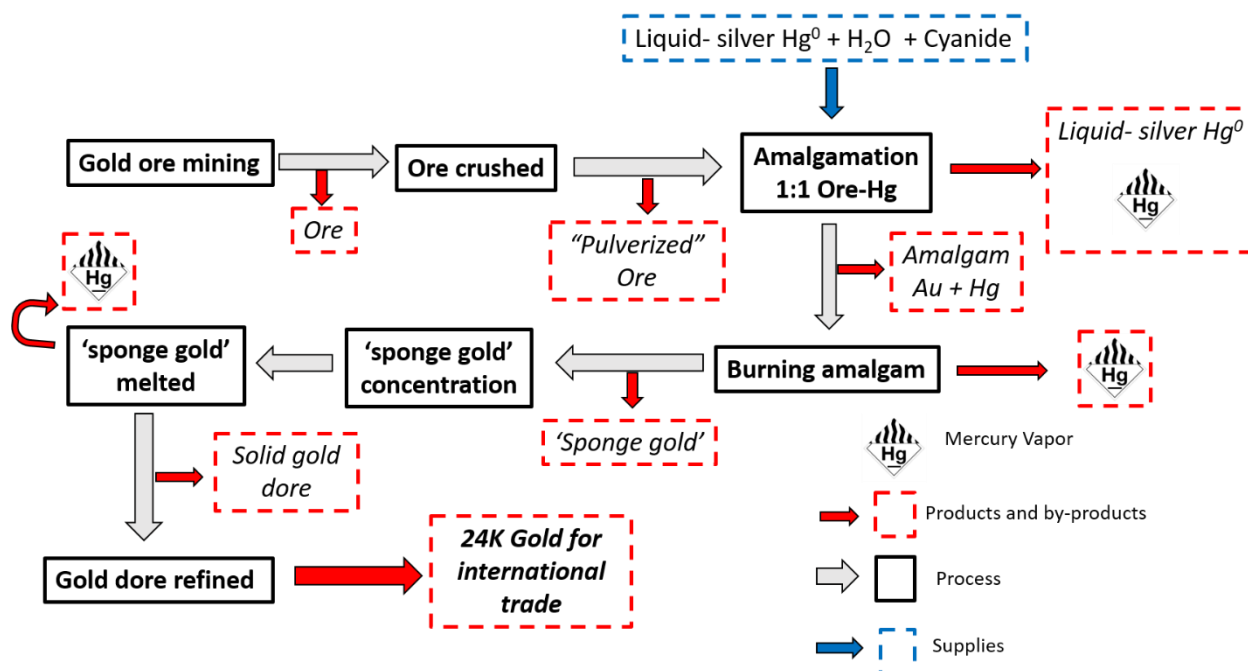 Liquid- silver Hg⁰ + H₂O + Cyanide
Gold ore mining
Ore crushed
Amalgamation
1:1 Ore-Hg
Liquid- silver Hg⁰
Hg
Ore
“Pulverized”
Ore
Amalgam
Au + Hg
Hg
‘sponge gold’
melted
‘sponge gold’
concentration
Burning amalgam
Hg
Solid gold
dore
‘Sponge gold’
Hg
Mercury Vapor
Products and by-products
Gold dore refined
24K Gold for
international
trade
Process
Supplies